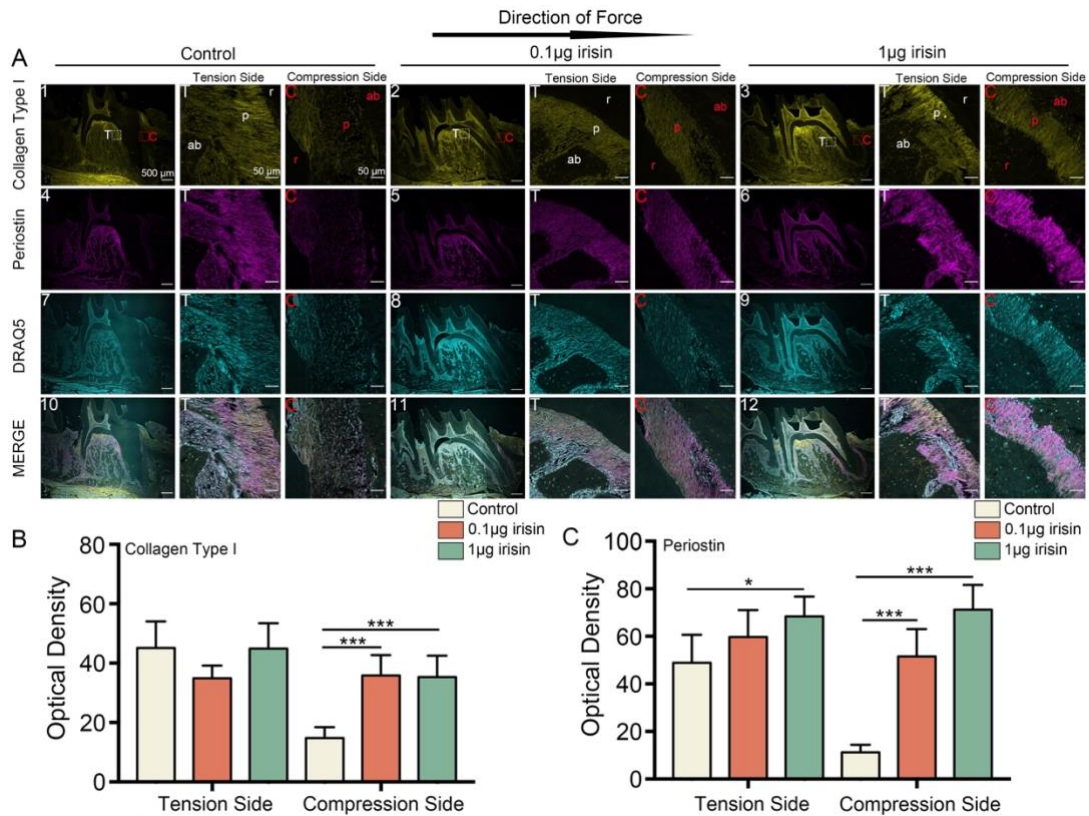 Direction of Force
A
Control
0.1µg irisin
1µg irisin
Tension Side
Compression Side
Tension Side
Compression Side
Tension Side
Compression Side
Collagen Type I
1
T
C
500 µm
T
r
p
ab
50 µm
C
ab
p
r
50 µm
2
T
C
T
r
p
ab
C
ab
p
r
3
T
C
T
r
p
ab
C
ab
p
r
Periostin
4
T
C
5
T
C
6
T
C
DRAQ5
7
T
C
8
T
C
9
T
C
MERGE
10
T
C
11
T
C
12
T
C
B
Collagen Type I
Control
0.1µg irisin
1µg irisin
Optical Density
80
60
40
20
0
***
***
Tension Side
Compression Side
C
Periostin
Control
0.1µg irisin
1µg irisin
Optical Density
100
80
60
40
20
0
*
***
***
Tension Side
Compression Side